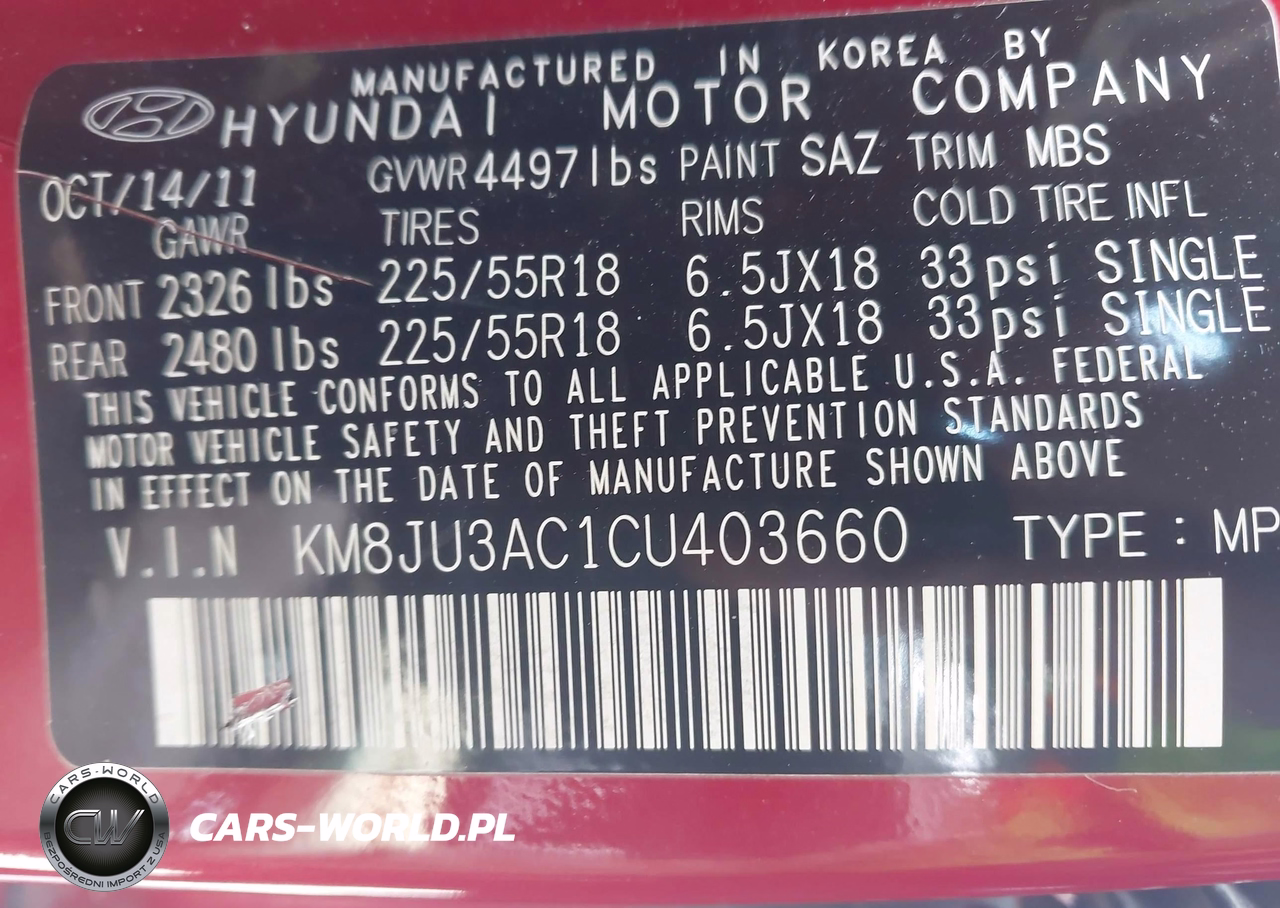 MANUFACTURED IN KOREA BY
HYUNDAI MOTOR COMPANY
OCT/14/11 GVWR 4497 lbs PAINT SAZ TRIM MBS
GAWR TIRES RIMS COLD TIRE INFL
FRONT 2326 lbs 225/55R18 6.5JX18 33psi SINGLE
REAR 2480 lbs 225/55R18 6.5JX18 33psi SINGLE
THIS VEHICLE CONFORMS TO ALL APPLICABLE U.S.A. FEDERAL
MOTOR VEHICLE SAFETY AND THEFT PREVENTION STANDARDS
IN EFFECT ON THE DATE OF MANUFACTURE SHOWN ABOVE
V.I.N KM8JU3AC1CU403660 TYPE : MP
CARS-WORLD
CW
BEZPOŚREDNI IMPORT Z USA
CARS-WORLD.PL